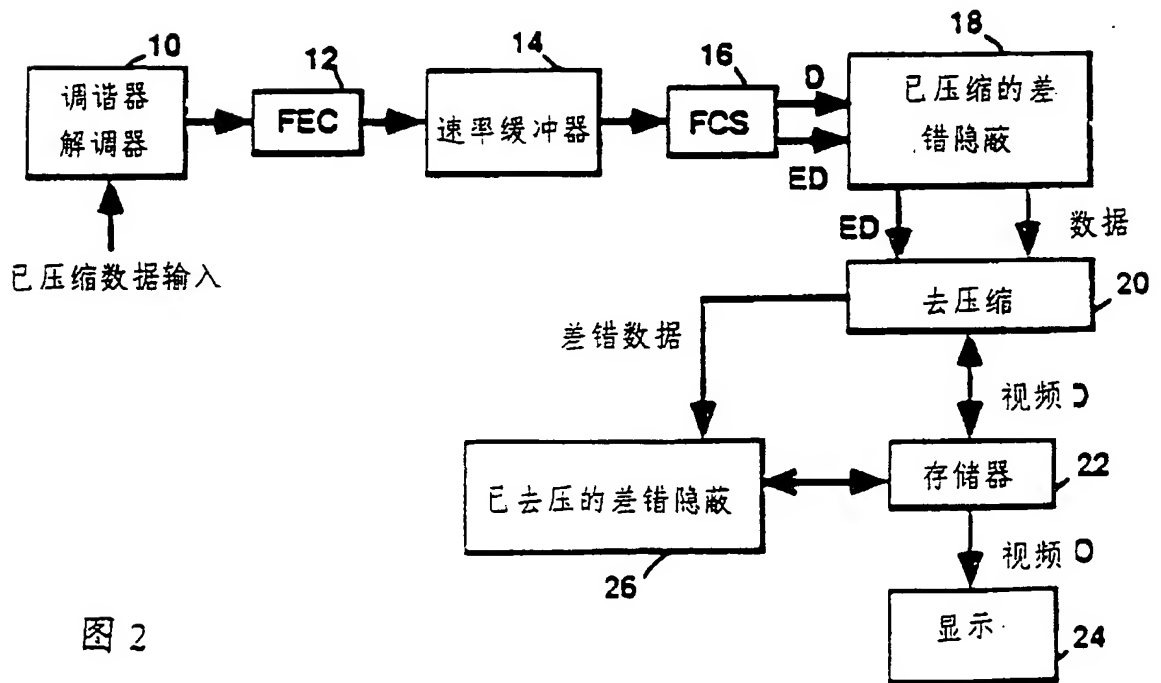 10
调谐器
解调器
12
FEC
14
速率缓冲器
16
FCS
D
ED
18
已压缩的差
错隐蔽
已压缩数据输入
ED
数据
去压缩
20
差错数据
视频 D
已去压的差错隐蔽
26
存储器
22
视频 D
显示
24
图 2